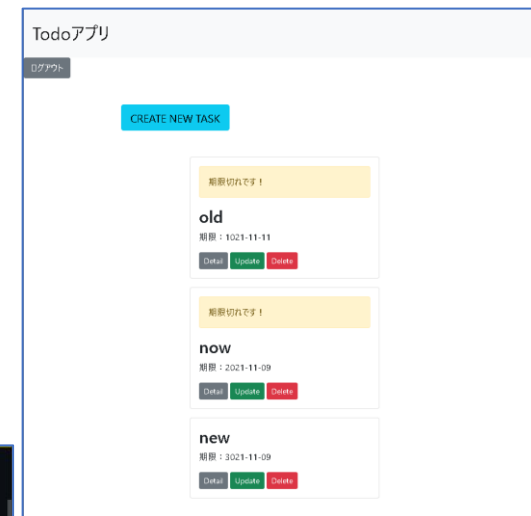 Todoアプリ
ログアウト
CREATE NEW TASK
期限切れです！
old
期限：1021-11-11
Detail Update Delete
期限切れです！
now
期限：2021-11-09
Detail Update Delete
new
期限：3021-11-09
Detail Update Delete